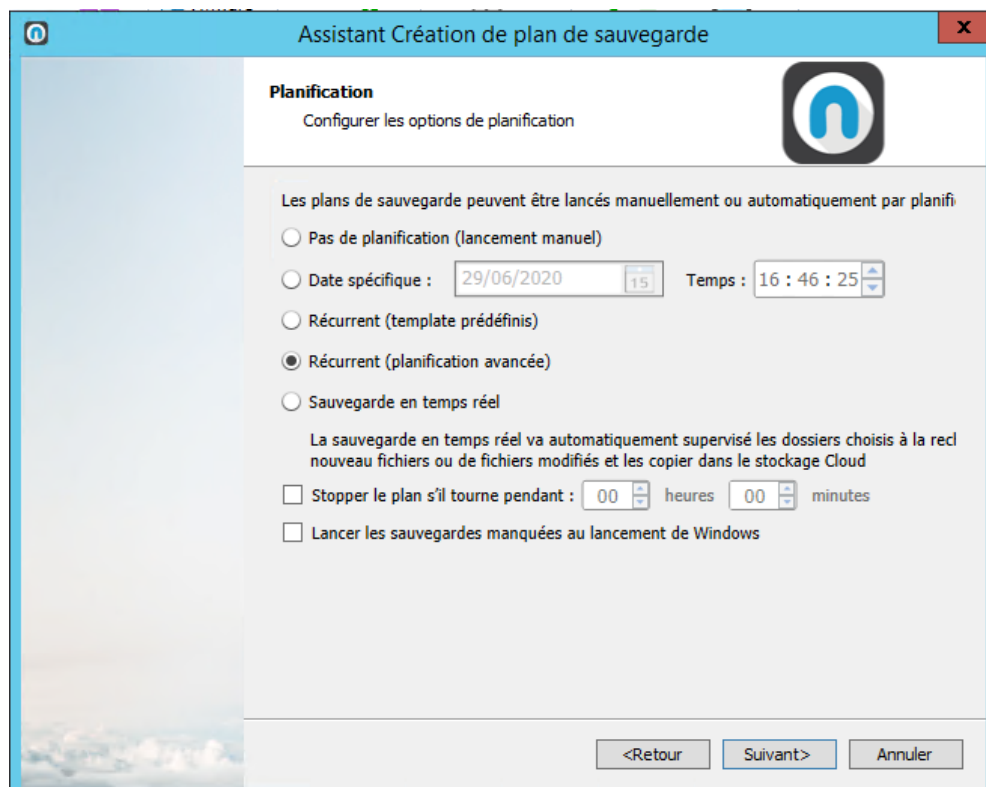 Assistant Création de plan de sauvegarde
x
Planification
Configurer les options de planification
Les plans de sauvegarde peuvent être lancés manuellement ou automatiquement par planifi
Pas de planification (lancement manuel)
Date spécifique : 29/06/2020 15 Temps : 16 : 46 : 25
Récurrent (template prédéfinis)
Récurrent (planification avancée)
Sauvegarde en temps réel
La sauvegarde en temps réel va automatiquement supervisé les dossiers choisis à la recl
nouveau fichiers ou de fichiers modifiés et les copier dans le stockage Cloud
Stopper le plan s'il tourne pendant : 00 heures 00 minutes
Lancer les sauvegardes manquées au lancement de Windows
<Retour Suivant> Annuler